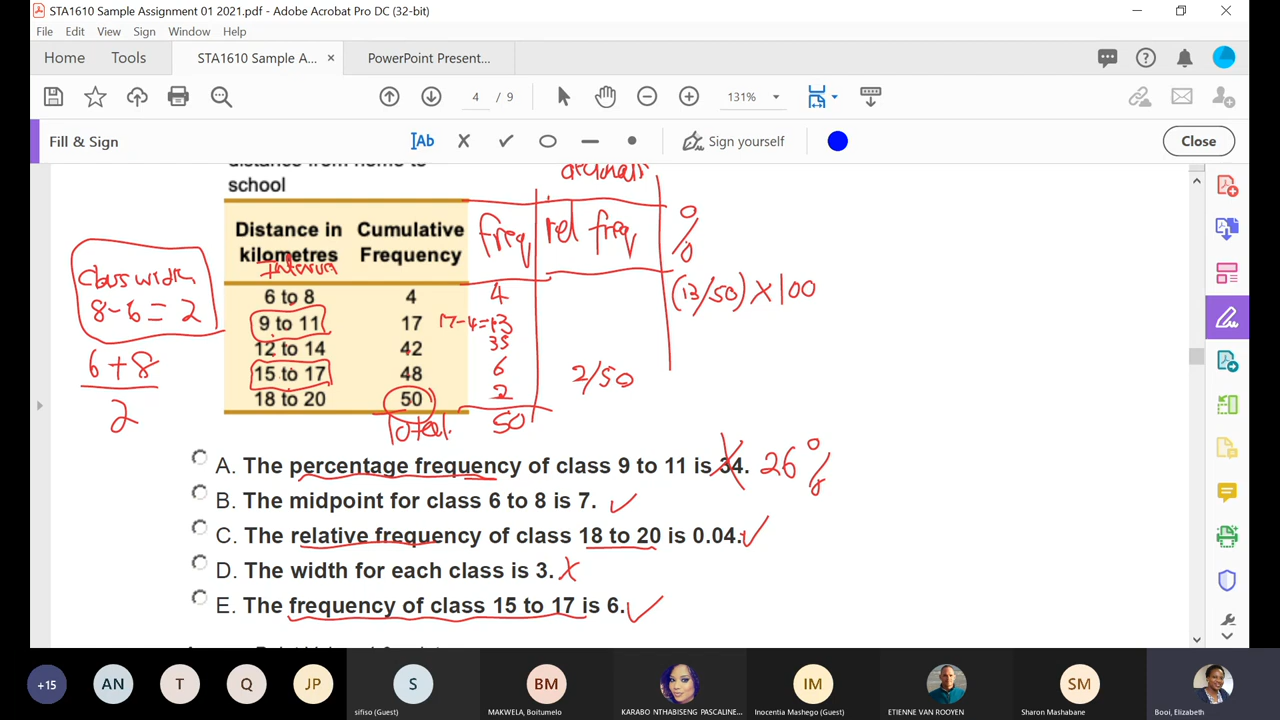 STA1610 Sample Assignment 01 2021.pdf - Adobe Acrobat Pro DC (32-bit)
File Edit View Sign Window Help
Home Tools STA1610 Sample A... × PowerPoint Present...
4 / 9 131%
Fill & Sign Ab Sign yourself Close
distance from home to
school
Distance in Cumulative freq rel freq %
kilometres Frequency
Interval
6 to 8 4 4 (13/50) × 100
9 to 11 17 17-4=13
12 to 14 42 35
15 to 17 48 6 2/50
18 to 20 50 2
Total 50
class width
8-6 = 2
6+8
2
A. The percentage frequency of class 9 to 11 is 34. 26%
B. The midpoint for class 6 to 8 is 7.
C. The relative frequency of class 18 to 20 is 0.04.
D. The width for each class is 3.
E. The frequency of class 15 to 17 is 6.
+15 AN T Q JP S BM IM SM
sifiso (Guest) MAKWELA, Boitumelo KARABO NTHABISENG PASCALINE... Inocentia Mashego (Guest) ETIENNE VAN ROOYEN Sharon Mashabane Booi, Elizabeth